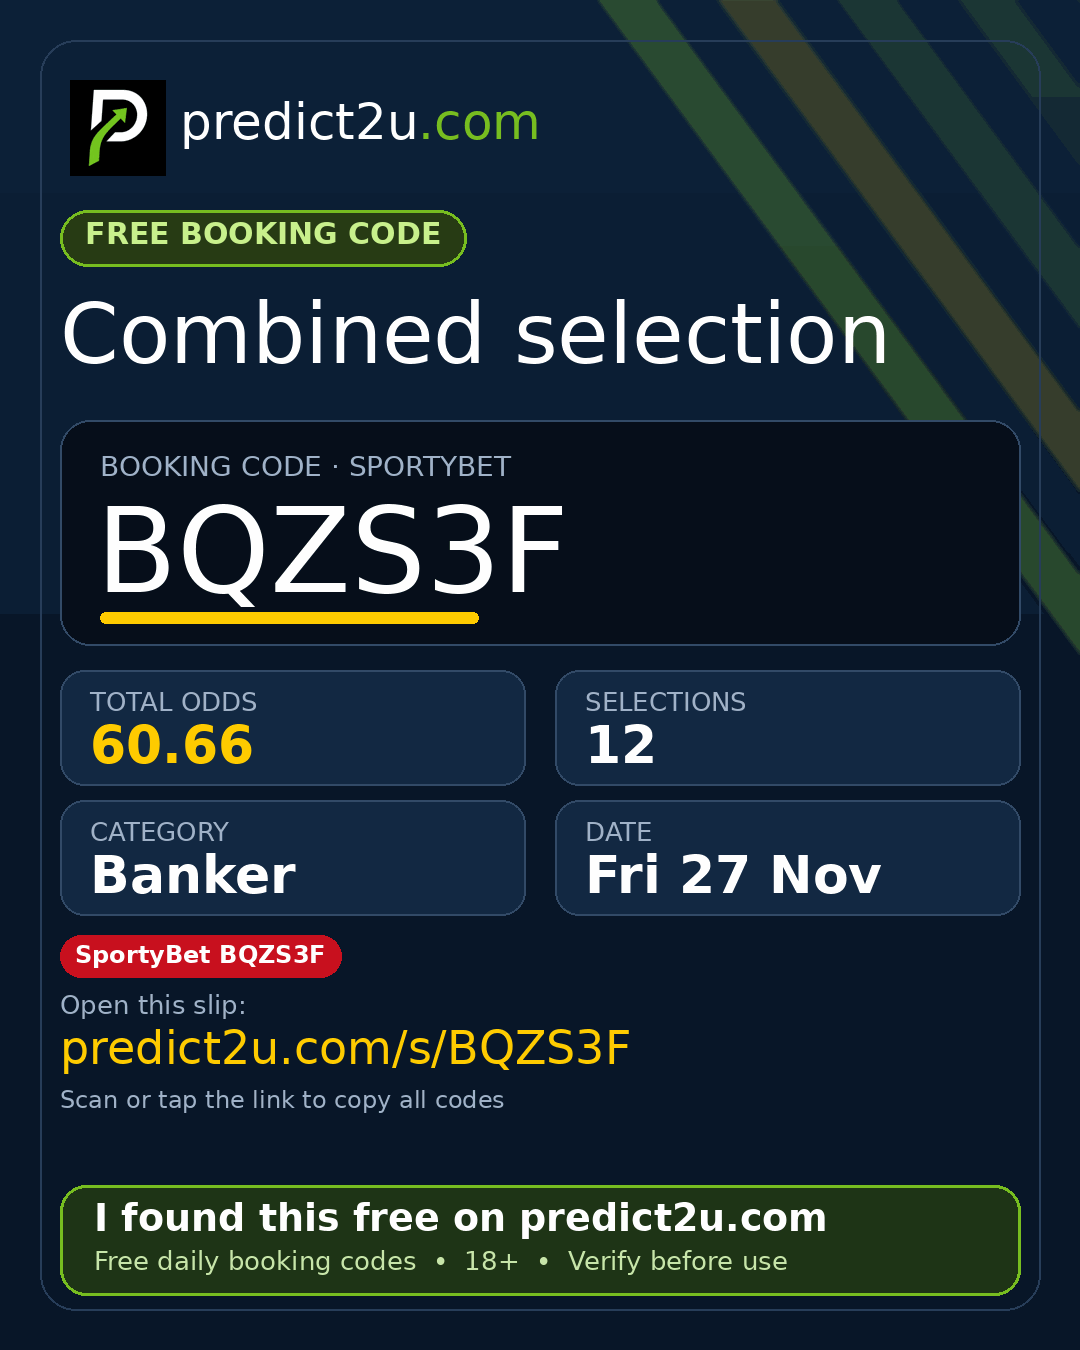 predict2u.com
FREE BOOKING CODE
Combined selection
BOOKING CODE · SPORTYBET
BQZS3F
TOTAL ODDS
60.66
SELECTIONS
12
CATEGORY
Banker
DATE
Fri 27 Nov
SportyBet BQZS3F
Open this slip:
predict2u.com/s/BQZS3F
Scan or tap the link to copy all codes
I found this free on predict2u.com
Free daily booking codes • 18+ • Verify before use